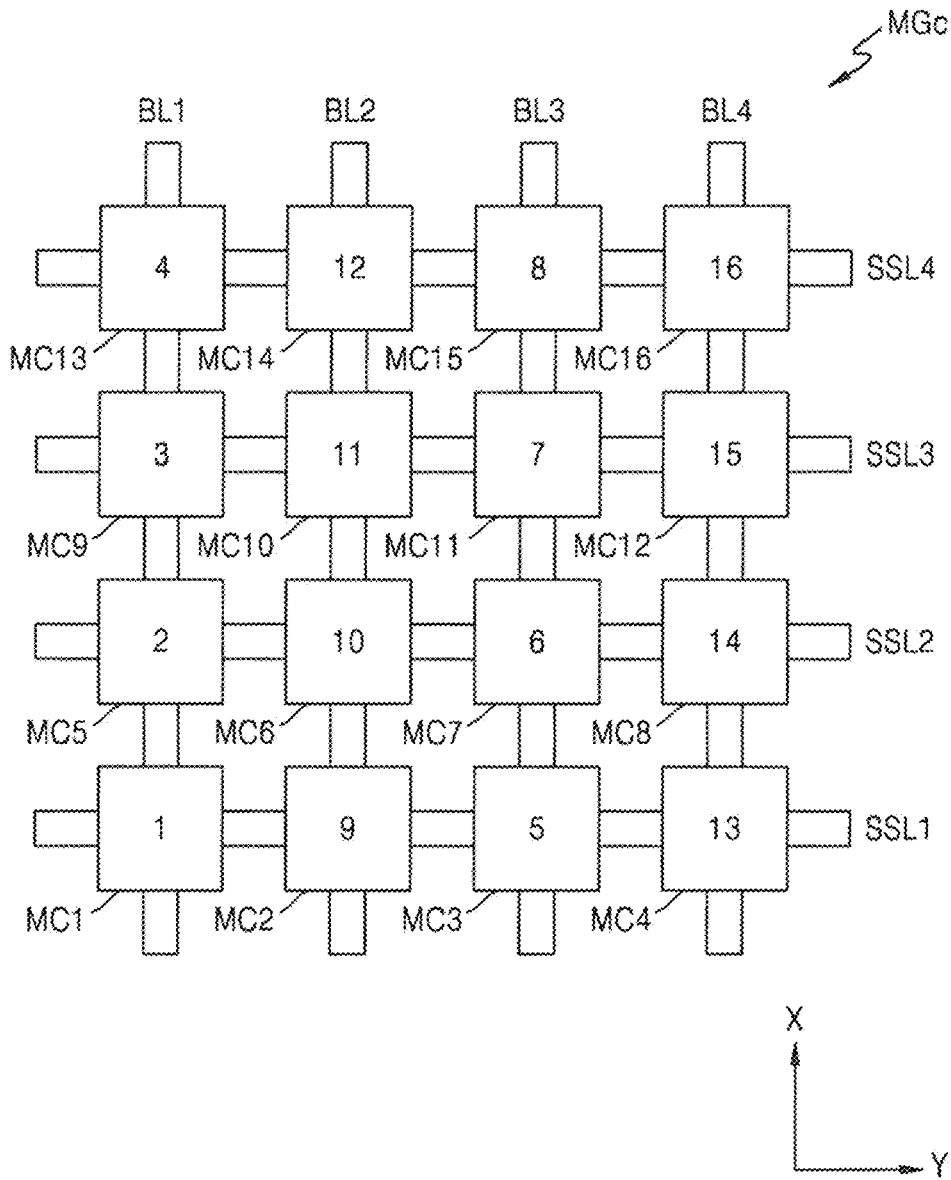 MGc
BL1 BL2 BL3 BL4
4 12 8 16 SSL4
MC13 MC14 MC15 MC16
3 11 7 15 SSL3
MC9 MC10 MC11 MC12
2 10 6 14 SSL2
MC5 MC6 MC7 MC8
1 9 5 13 SSL1
MC1 MC2 MC3 MC4
X
Y